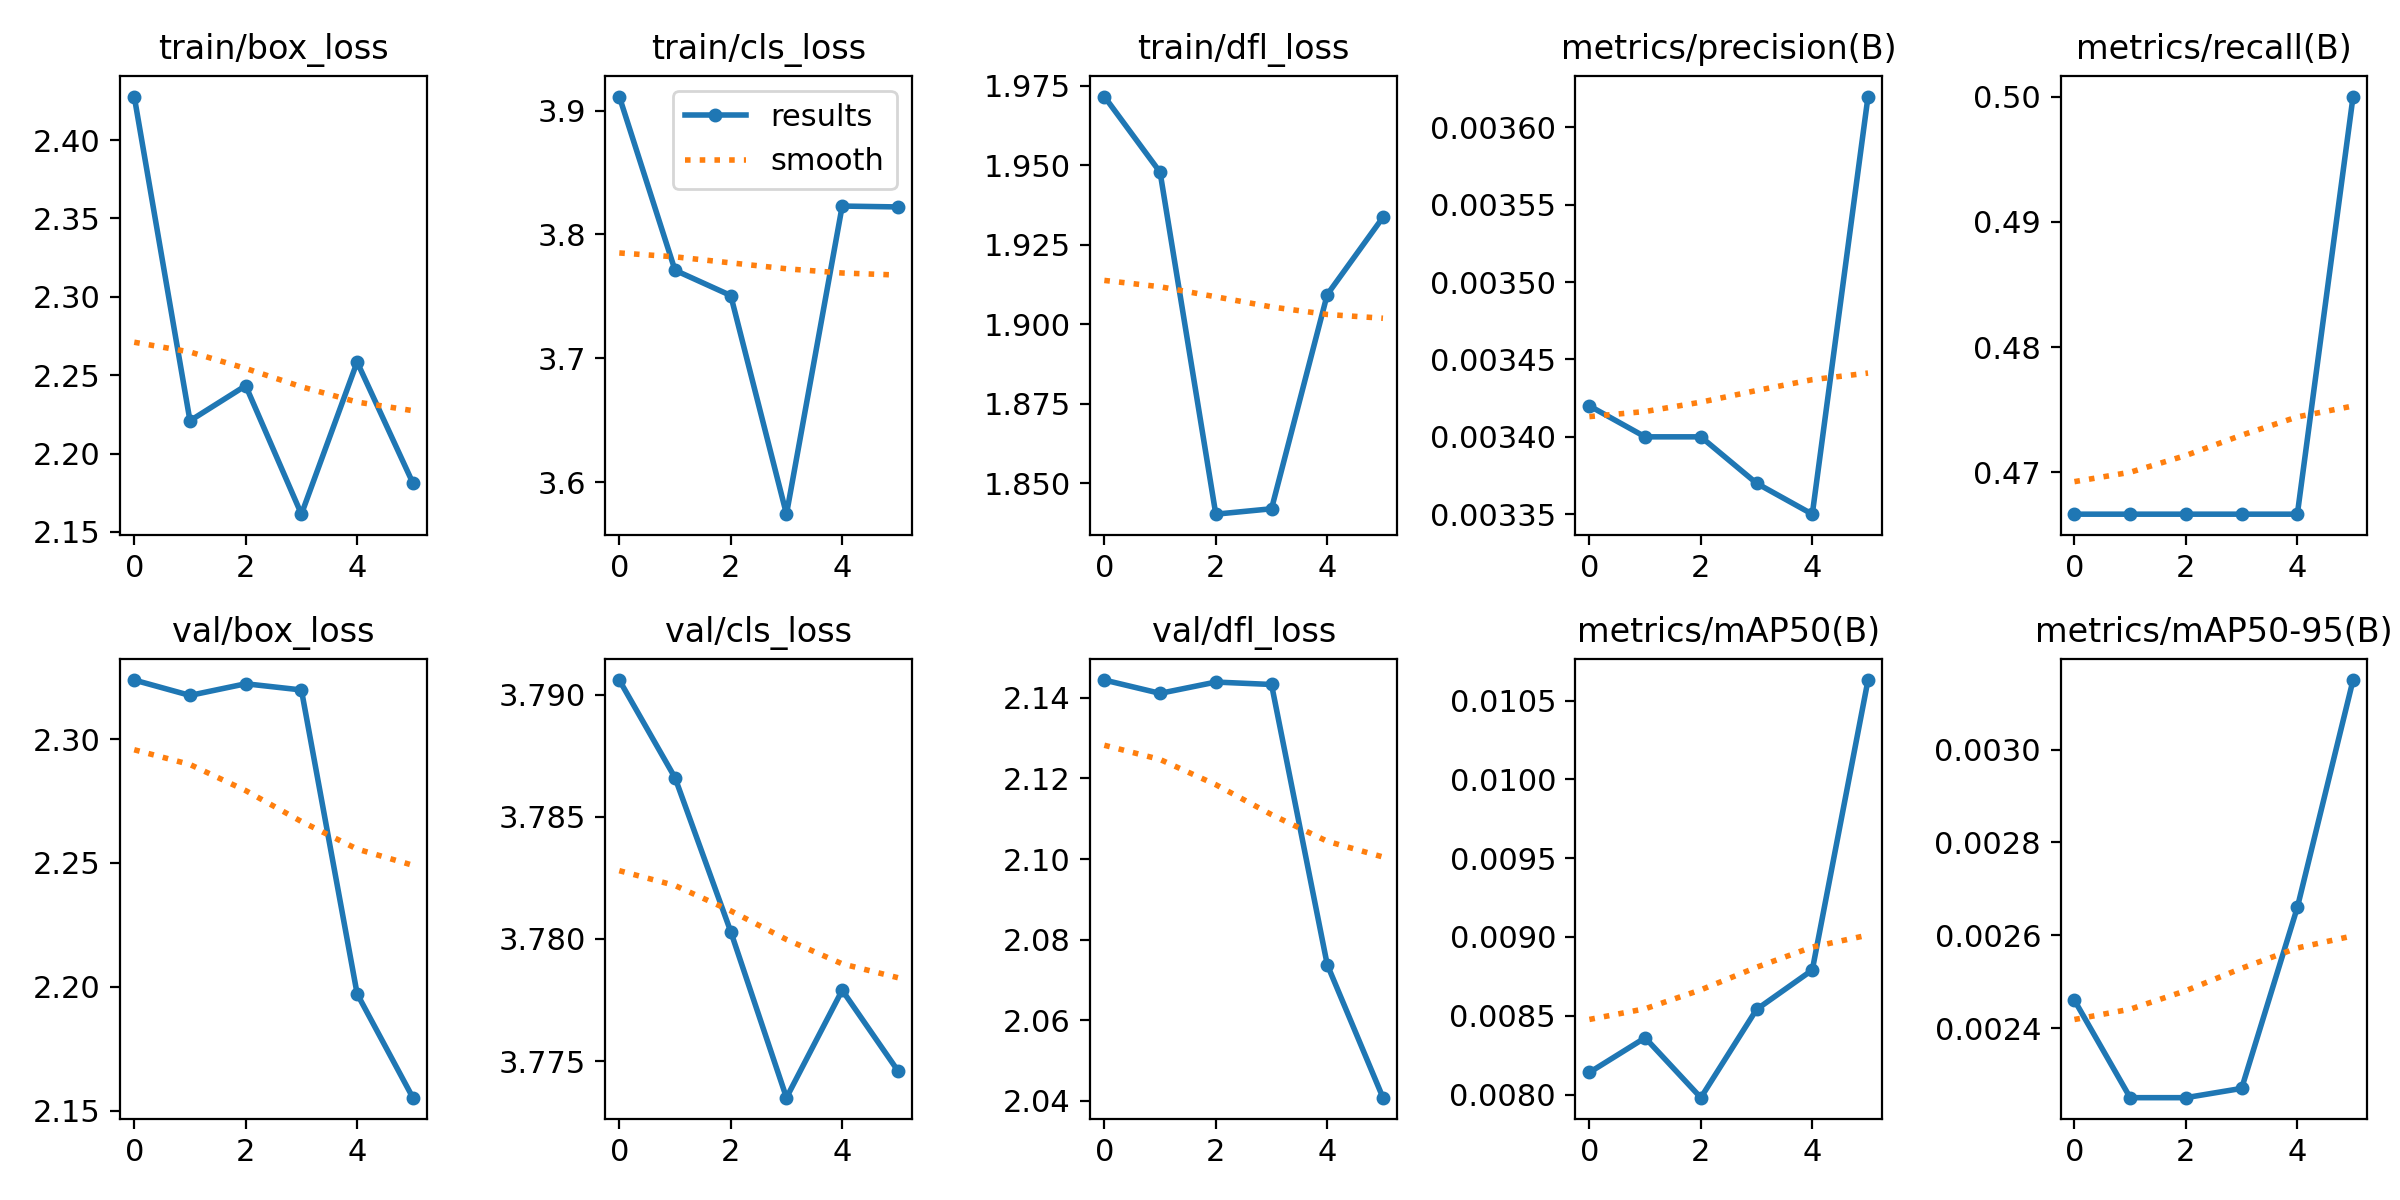 train/box_loss
2.40
2.35
2.30
2.25
2.20
2.15
0 2 4
train/cls_loss
results
smooth
3.9
3.8
3.7
3.6
0 2 4
train/dfl_loss
1.975
1.950
1.925
1.900
1.875
1.850
0 2 4
metrics/precision(B)
0.00360
0.00355
0.00350
0.00345
0.00340
0.00335
0 2 4
metrics/recall(B)
0.50
0.49
0.48
0.47
0 2 4
val/box_loss
2.30
2.25
2.20
2.15
0 2 4
val/cls_loss
3.790
3.785
3.780
3.775
0 2 4
val/dfl_loss
2.14
2.12
2.10
2.08
2.06
2.04
0 2 4
metrics/mAP50(B)
0.0105
0.0100
0.0095
0.0090
0.0085
0.0080
0 2 4
metrics/mAP50-95(B)
0.0030
0.0028
0.0026
0.0024
0 2 4